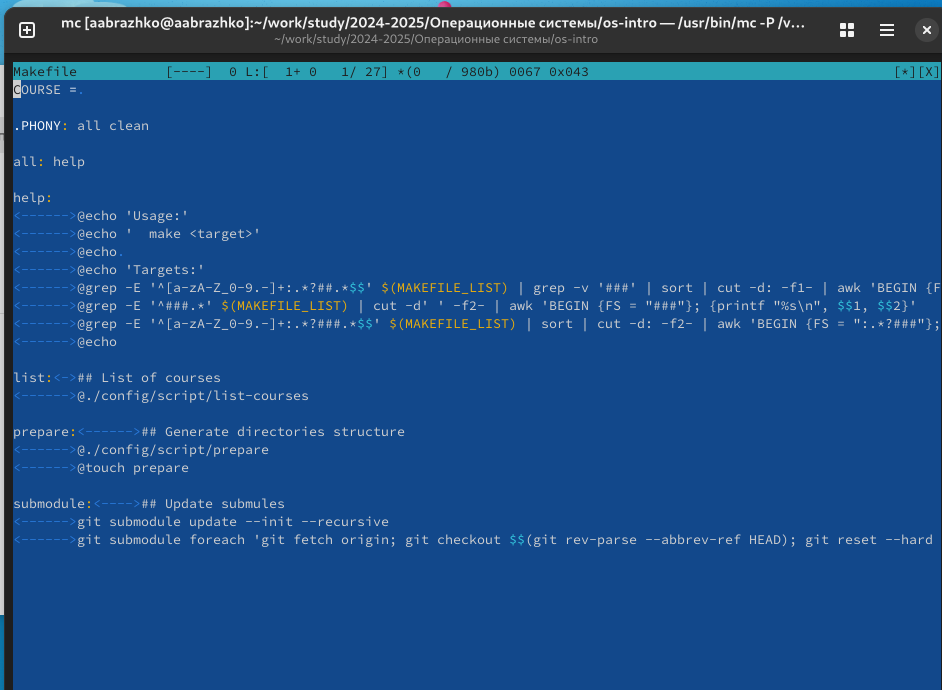 mc [aabrazhko@aabrazhko]:~/work/study/2024-2025/Операционные системы/os-intro — /usr/bin/mc -P /v…
~/work/study/2024-2025/Операционные системы/os-intro
Makefile [----] 0 L:[ 1+ 0 1/ 27] *(0 / 980b) 0067 0x043 [*][X]
COURSE =.
.PHONY: all clean
all: help
help:
<------>@echo 'Usage:'
<------>@echo '  make <target>'
<------>@echo.
<------>@echo 'Targets:'
<------>@grep -E '^[a-zA-Z_0-9.-]+:.*?##.*$$' $(MAKEFILE_LIST) | grep -v '###' | sort | cut -d: -f1- | awk 'BEGIN {F
<------>@grep -E '^###.*' $(MAKEFILE_LIST) | cut -d' ' -f2- | awk 'BEGIN {FS = "###"}; {printf "%s\n", $$1, $$2}'
<------>@grep -E '^[a-zA-Z_0-9.-]+:.*?###.*$$' $(MAKEFILE_LIST) | sort | cut -d: -f2- | awk 'BEGIN {FS = ":.*?###"};
<------>@echo
list:<->## List of courses
<------>@./config/script/list-courses
prepare:<------>## Generate directories structure
<------>@./config/script/prepare
<------>@touch prepare
submodule:<---->## Update submules
<------>git submodule update --init --recursive
<------>git submodule foreach 'git fetch origin; git checkout $$(git rev-parse --abbrev-ref HEAD); git reset --hard